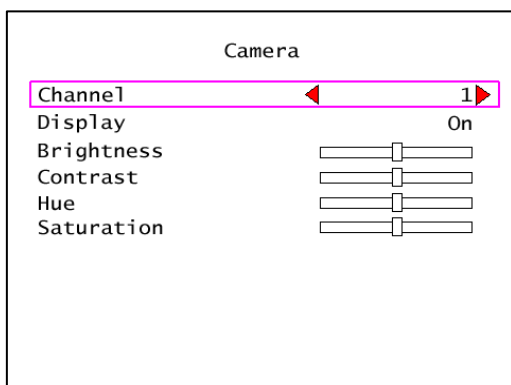 Camera
Channel 1
Display On
Brightness
Contrast
Hue
Saturation